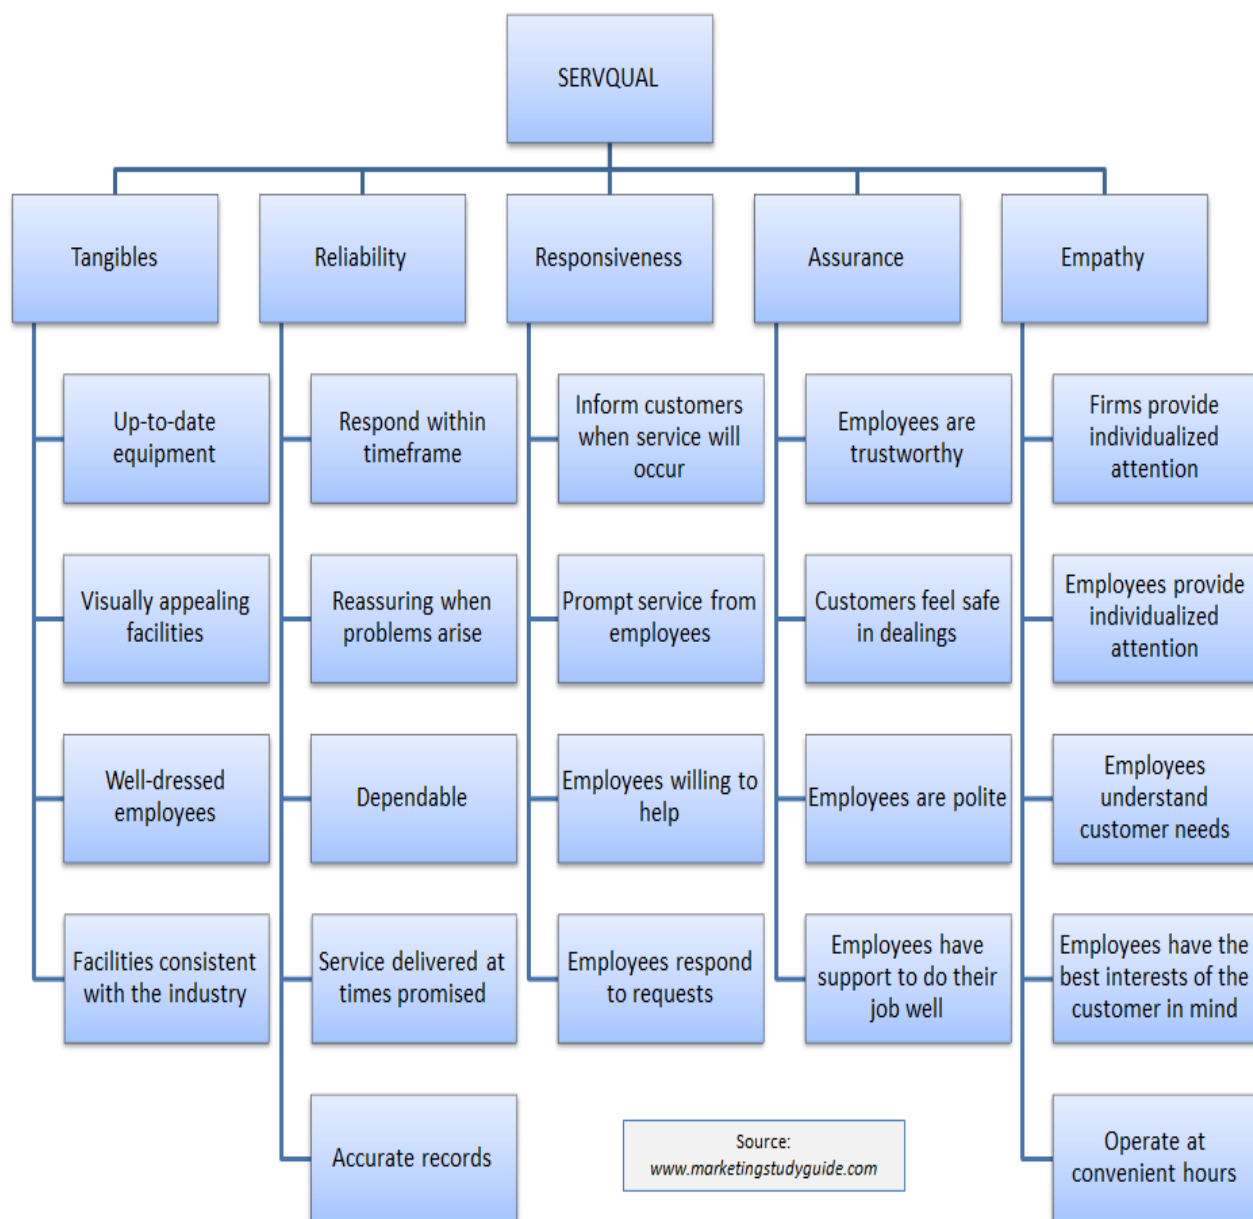 SERVQUAL
Tangibles
Reliability
Responsiveness
Assurance
Empathy
Up-to-date
equipment
Respond within
timeframe
Inform customers
when service will
occur
Employees are
trustworthy
Firms provide
individualized
attention
Visually appealing
facilities
Reassuring when
problems arise
Prompt service from
employees
Customers feel safe
in dealings
Employees provide
individualized
attention
Well-dressed
employees
Dependable
Employees willing to
help
Employees are polite
Employees
understand
customer needs
Facilities consistent
with the industry
Service delivered at
times promised
Employees respond
to requests
Employees have
support to do their
job well
Employees have the
best interests of the
customer in mind
Accurate records
Source:
www.marketingstudyguide.com
Operate at
convenient hours